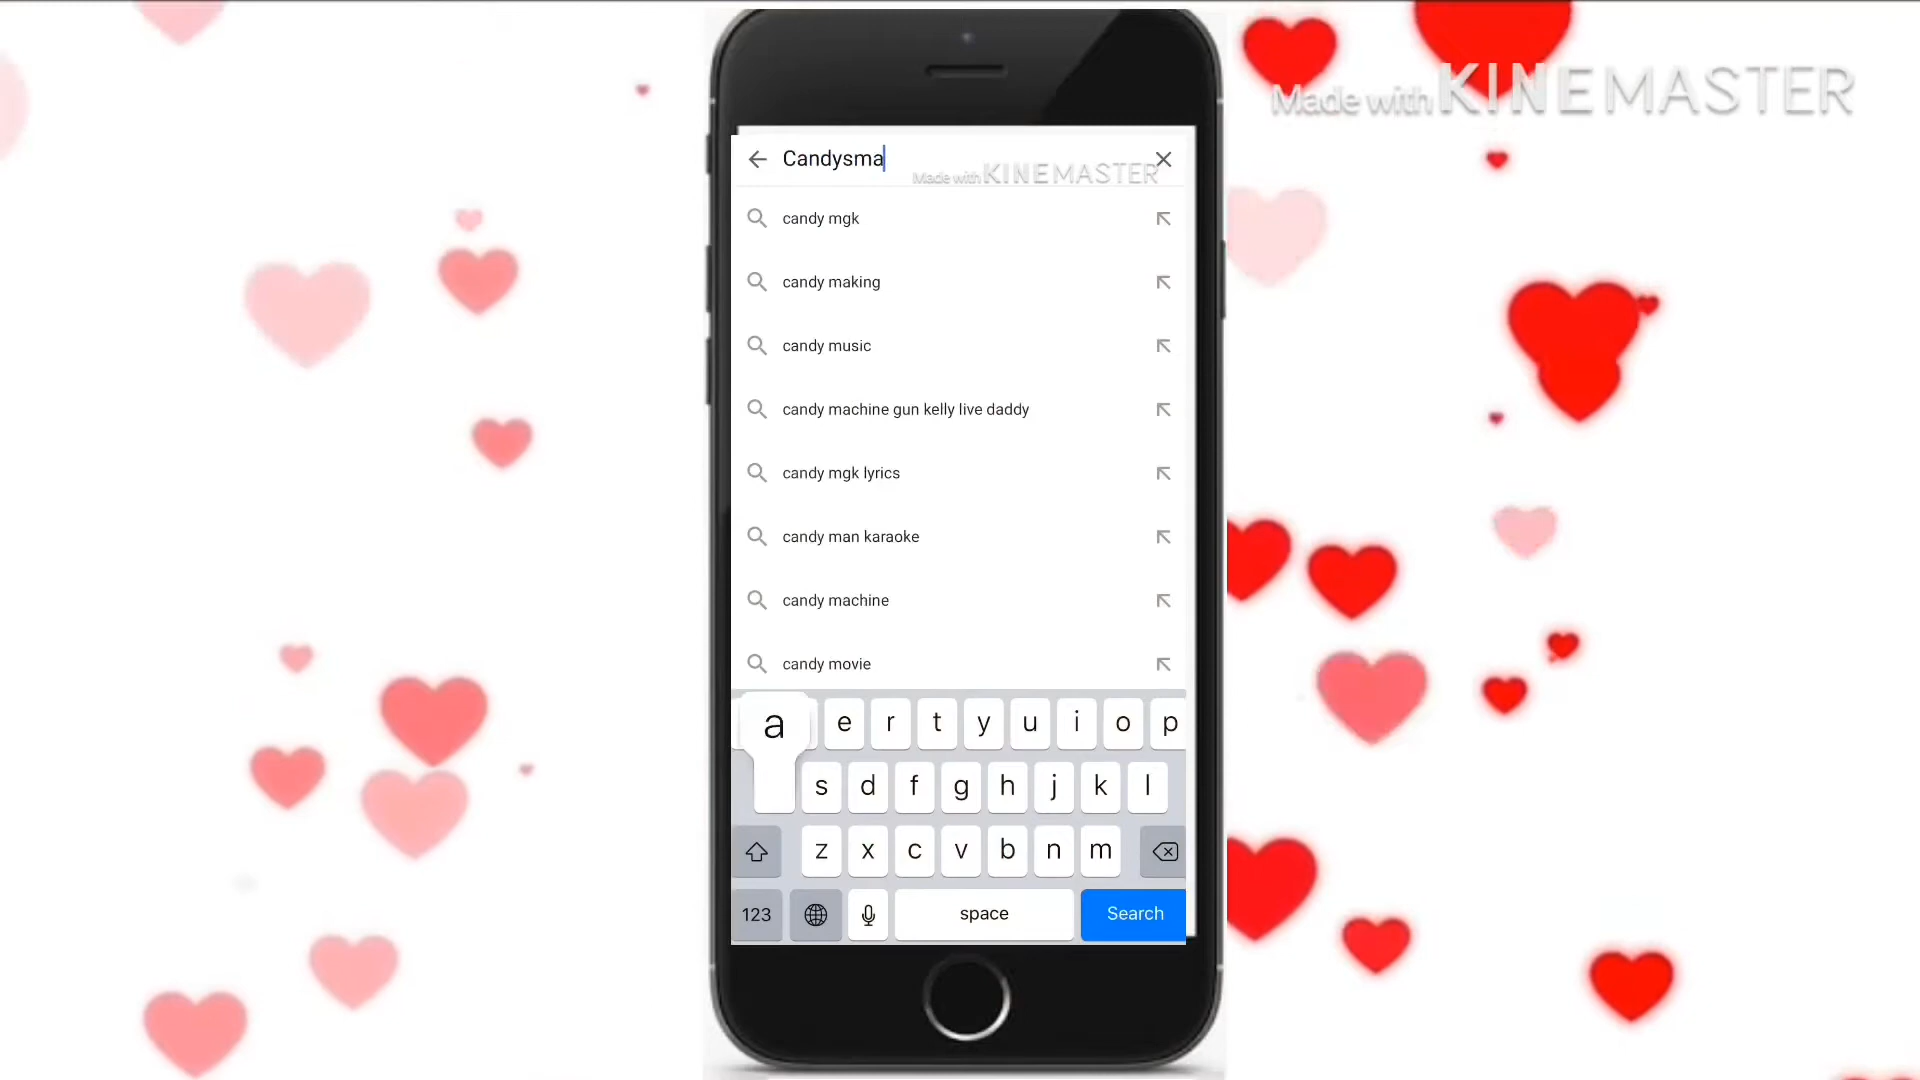 Made with KINEMASTER
Candysma
Made with KINEMASTER
candy mgk
candy making
candy music
candy machine gun kelly live daddy
candy mgk lyrics
candy man karaoke
candy machine
candy movie
a e r t y u i o p
s d f g h j k l
z x c v b n m
123 space Search